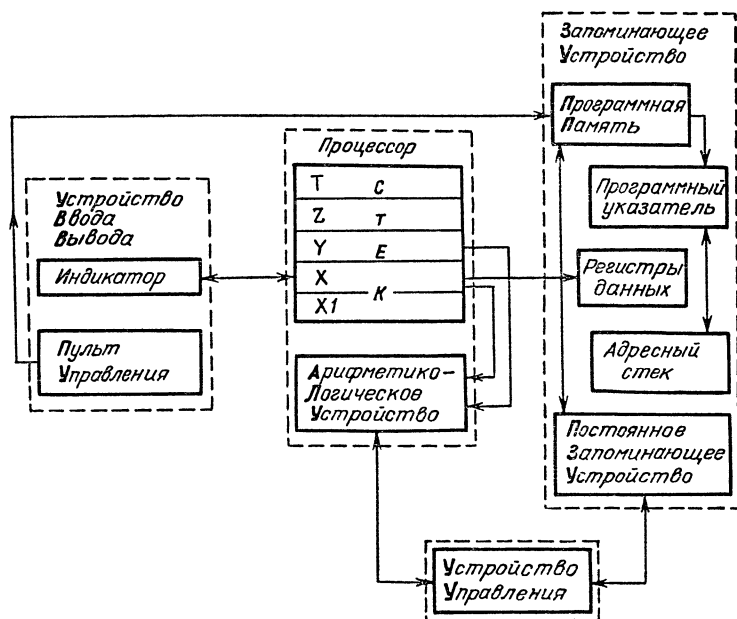 Запоминающее
Устройство
Программная
Память
Процессор
Т С
Z т
Y Е
X
К
X1
Программный
указатель
Устройство
Ввода
Вывода
Индикатор
Регистры
данных
Пульт
Управления
Арифметико-
Логическое
Устройство
Адресный
стек
Постоянное
Запоминающее
Устройство
Устройство
Управления